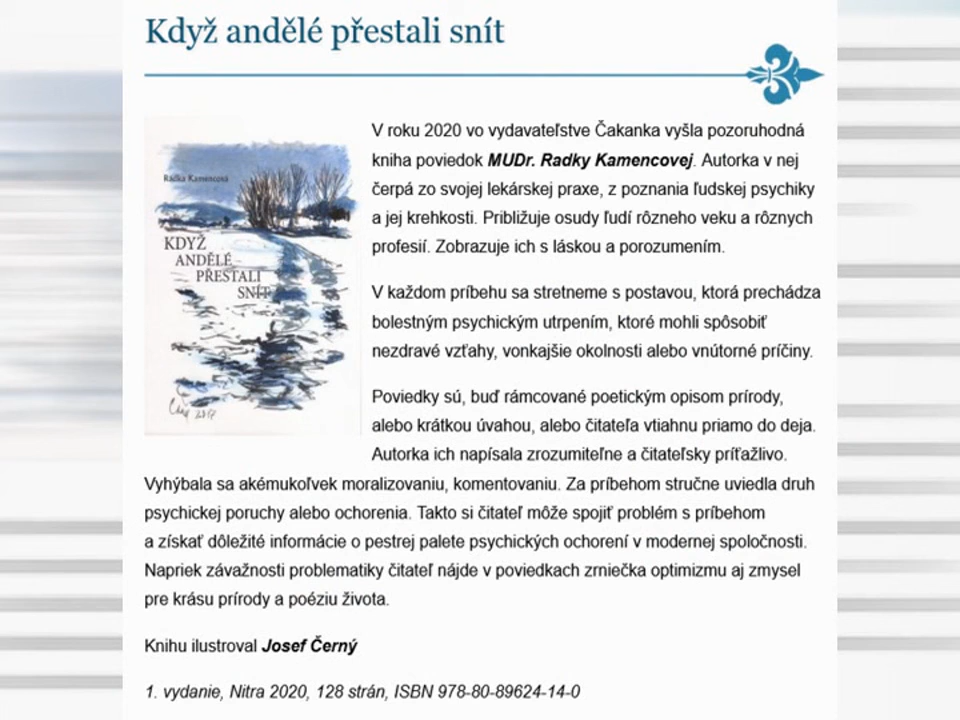 Když andělé přestali snít
V roku 2020 vo vydavateľstve Čakanka vyšla pozoruhodná
kniha poviedok MUDr. Radky Kamencovej. Autorka v nej
čerpá zo svojej lekárskej praxe, z poznania ľudskej psychiky
a jej krehkosti. Približuje osudy ľudí rôzneho veku a rôznych
profesií. Zobrazuje ich s láskou a porozumením.
Radka Kamencová
KDYŽ
ANDĚLÉ
PŘESTALI
SNÍT
V každom príbehu sa stretneme s postavou, ktorá prechádza
bolestným psychickým utrpením, ktoré mohli spôsobiť
nezdravé vzťahy, vonkajšie okolnosti alebo vnútorné príčiny.
Poviedky sú, buď rámcované poetickým opisom prírody,
alebo krátkou úvahou, alebo čitateľa vtiahnu priamo do deja.
Autorka ich napísala zrozumiteľne a čitateľsky príťažlivo.
Vyhýbala sa akémukoľvek moralizovaniu, komentovaniu. Za príbehom stručne uviedla druh
psychickej poruchy alebo ochorenia. Takto si čitateľ môže spojiť problém s príbehom
a získať dôležité informácie o pestrej palete psychických ochorení v modernej spoločnosti.
Napriek závažnosti problematiky čitateľ nájde v poviedkach zrniečka optimizmu aj zmysel
pre krásu prírody a poéziu života.
Knihu ilustroval Josef Černý
1. vydanie, Nitra 2020, 128 strán, ISBN 978-80-89624-14-0